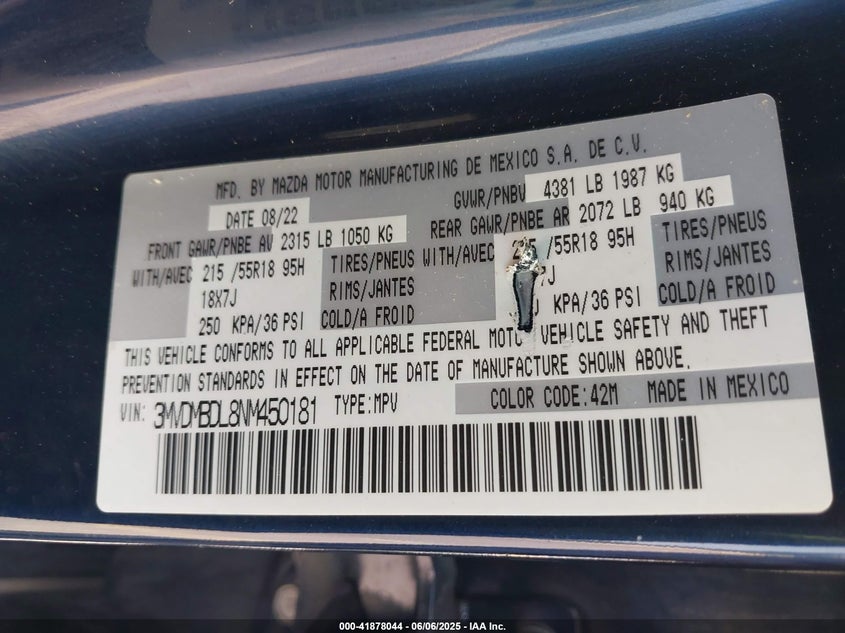 MFD. BY MAZDA MOTOR MANUFACTURING DE MEXICO S.A. DE C.V.
DATE 08/22 GVWR/PNBV 4381 LB 1987 KG
FRONT GAWR/PNBE AV 2315 LB 1050 KG REAR GAWR/PNBE AR 2072 LB 940 KG
WITH/AVEC 215 /55R18 95H TIRES/PNEUS WITH/AVEC /55R18 95H TIRES/PNEUS
18X7J RIMS/JANTES J RIMS/JANTES
250 KPA/36 PSI COLD/A FROID KPA/36 PSI COLD/A FROID
THIS VEHICLE CONFORMS TO ALL APPLICABLE FEDERAL MOTO VEHICLE SAFETY AND THEFT
PREVENTION STANDARDS IN EFFECT ON THE DATE OF MANUFACTURE SHOWN ABOVE.
VIN: 3MVDMBDL8NM450181 TYPE:MPV COLOR CODE:42M MADE IN MEXICO
000-41878044 - 06/06/2025 - IAA Inc.